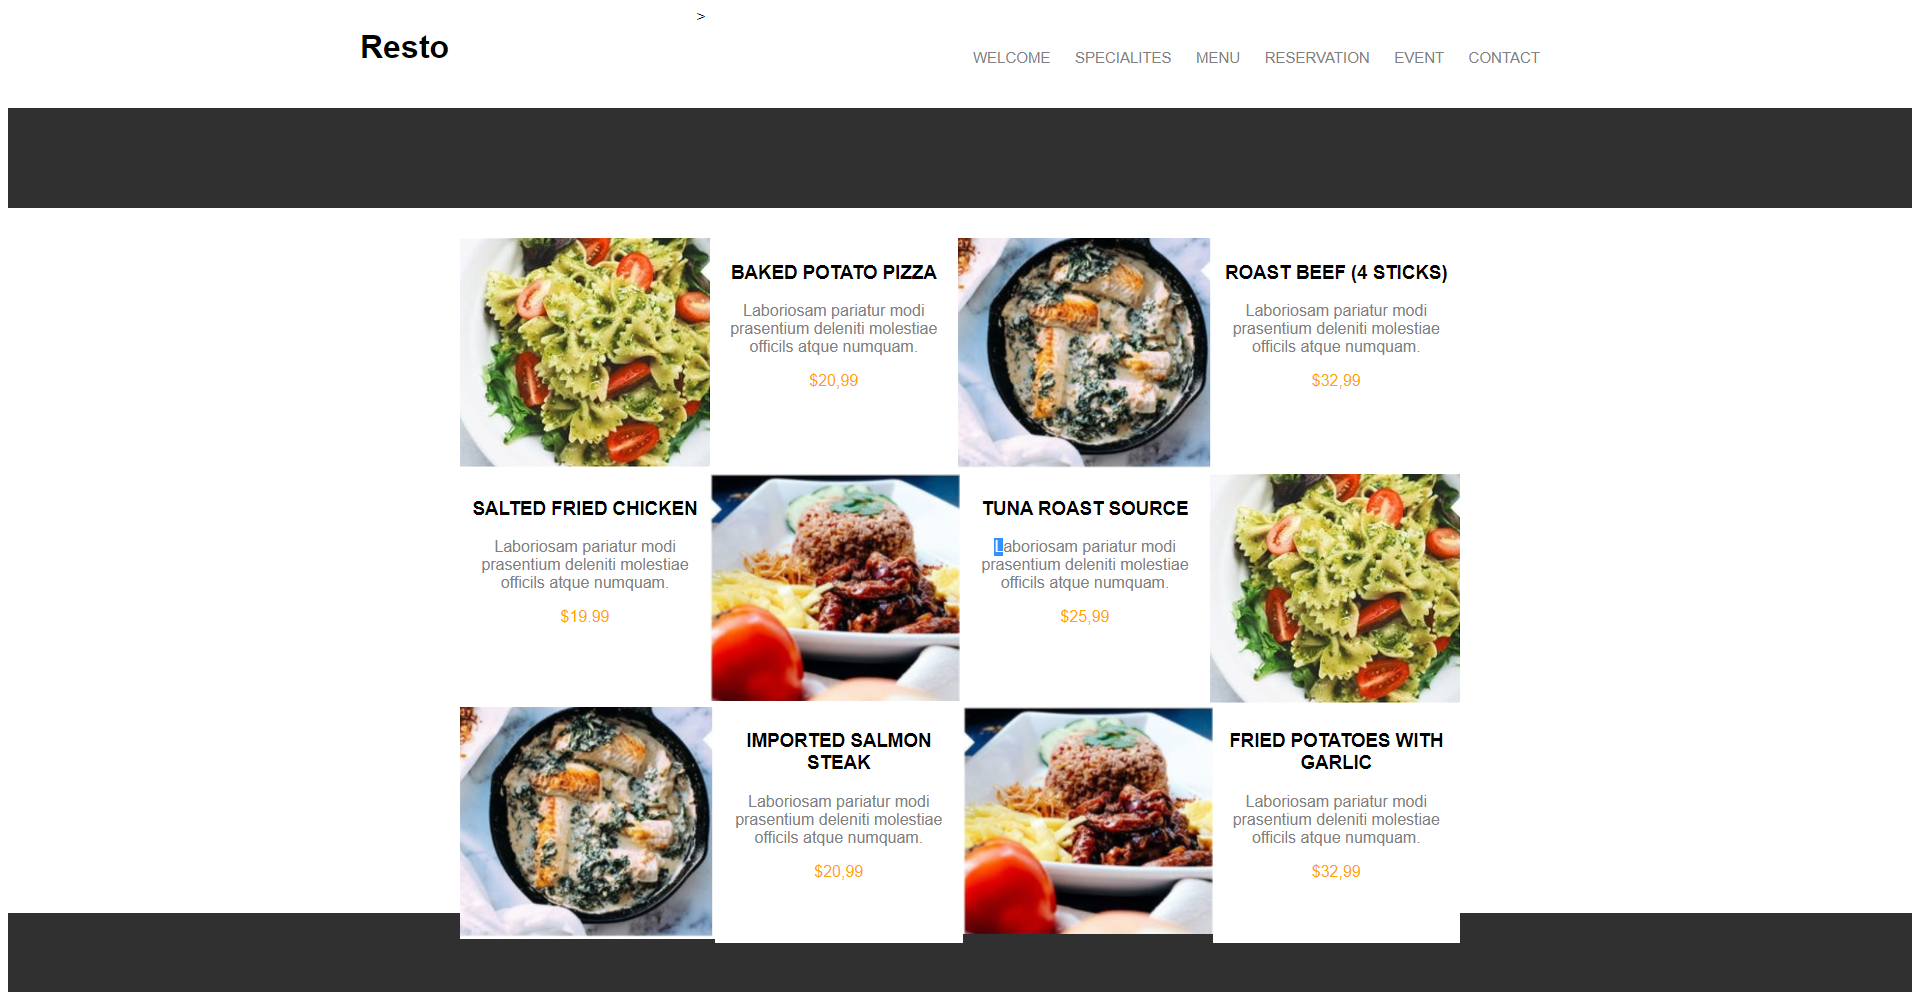 >
Resto
WELCOME SPECIALITES MENU RESERVATION EVENT CONTACT
BAKED POTATO PIZZA
Laboriosam pariatur modi
prasentium deleniti molestiae
officils atque numquam.
$20,99
ROAST BEEF (4 STICKS)
Laboriosam pariatur modi
prasentium deleniti molestiae
officils atque numquam.
$32,99
SALTED FRIED CHICKEN
Laboriosam pariatur modi
prasentium deleniti molestiae
officils atque numquam.
$19.99
TUNA ROAST SOURCE
Laboriosam pariatur modi
prasentium deleniti molestiae
officils atque numquam.
$25,99
IMPORTED SALMON
STEAK
Laboriosam pariatur modi
prasentium deleniti molestiae
officils atque numquam.
$20,99
FRIED POTATOES WITH
GARLIC
Laboriosam pariatur modi
prasentium deleniti molestiae
officils atque numquam.
$32,99